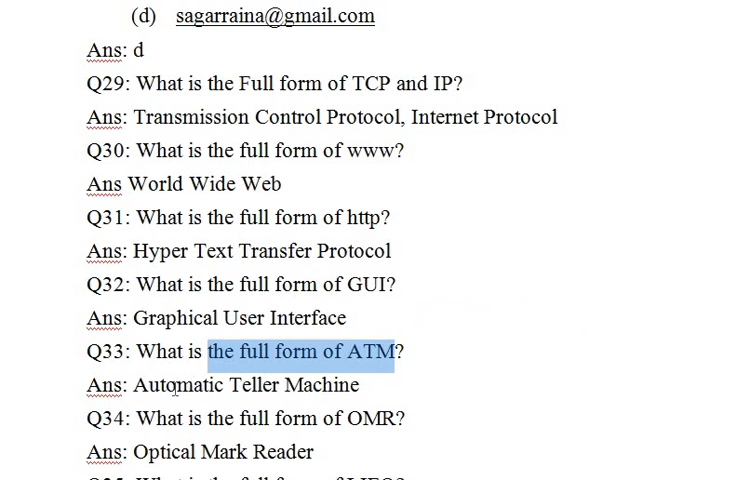 (d) sagarraina@gmail.com
Ans: d
Q29: What is the Full form of TCP and IP?
Ans: Transmission Control Protocol, Internet Protocol
Q30: What is the full form of www?
Ans World Wide Web
Q31: What is the full form of http?
Ans: Hyper Text Transfer Protocol
Q32: What is the full form of GUI?
Ans: Graphical User Interface
Q33: What is the full form of ATM?
Ans: Automatic Teller Machine
Q34: What is the full form of OMR?
Ans: Optical Mark Reader